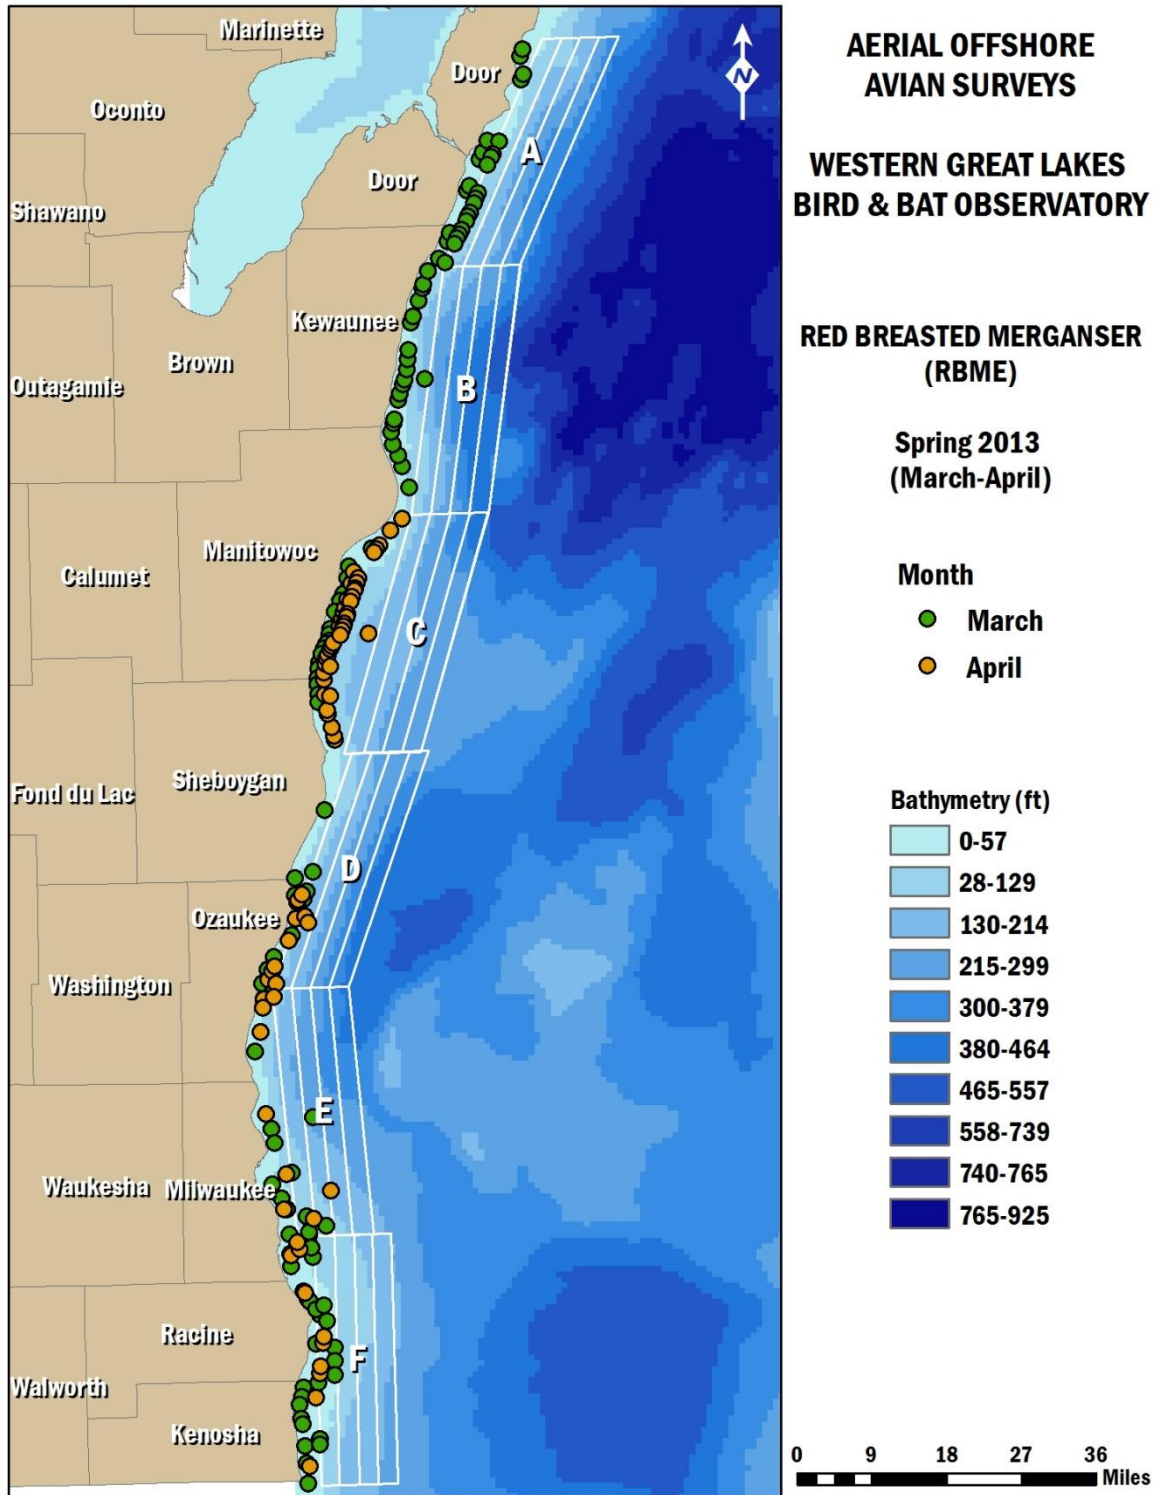 AERIAL OFFSHORE
AVIAN SURVEYS
WESTERN GREAT LAKES
BIRD & BAT OBSERVATORY
RED BREASTED MERGANSER
(RBME)
Spring 2013
(March-April)
Month
March
April
Bathymetry (ft)
0-57
28-129
130-214
215-299
300-379
380-464
465-557
558-739
740-765
765-925
0 9 18 27 36
Miles
N
Marinette
Door
Oconto
A
Door
Shawano
Kewaunee
Brown
Outagamie
B
Manitowoc
Calumet
C
Sheboygan
Fond du Lac
D
Ozaukee
Washington
E
Waukesha
Milwaukee
Racine
F
Walworth
Kenosha